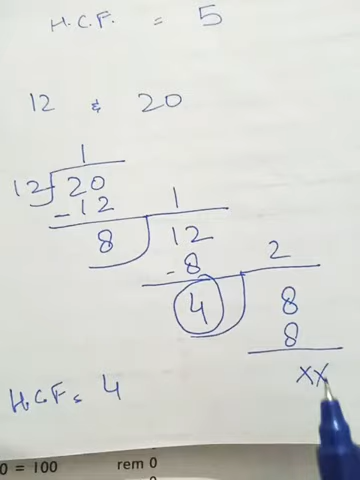 H.C.F. = 5
12 & 20
1
12 20
-12 1
8 12
-8 2
4 8
8
XX
H.C.F = 4
0 = 100 rem 0